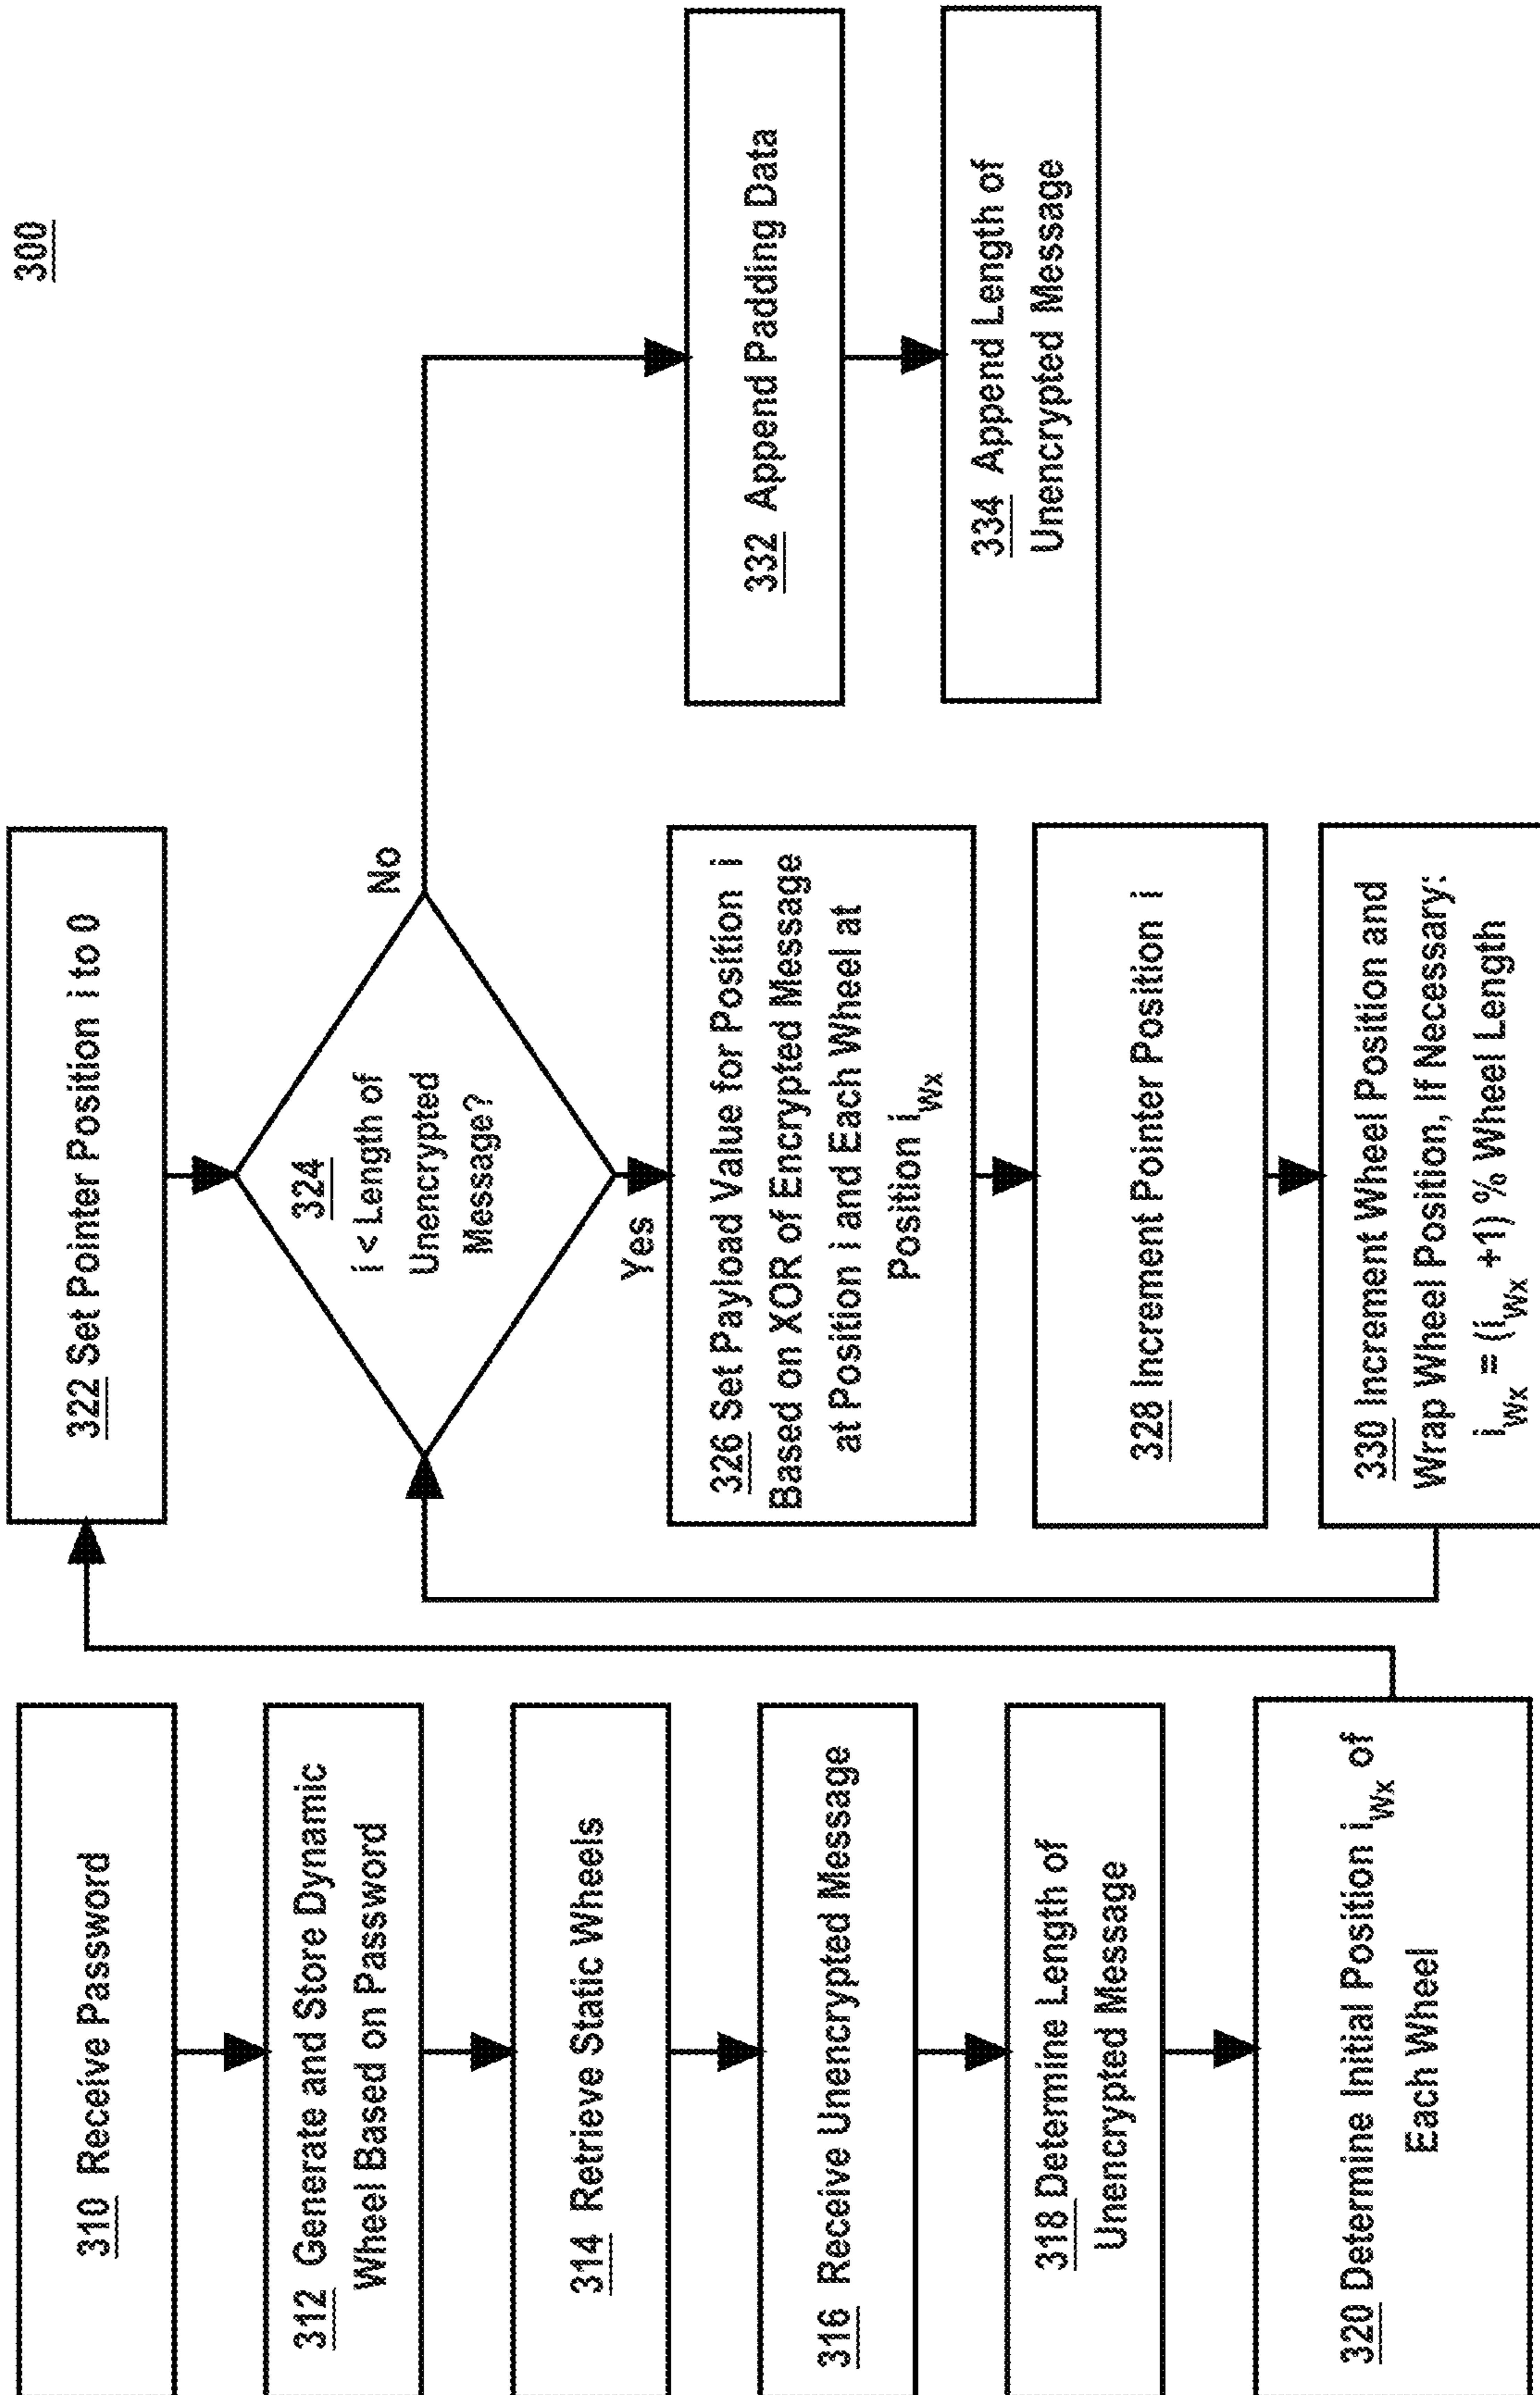 300
310 Receive Password
312 Generate and Store Dynamic
Wheel Based on Password
314 Retrieve Static Wheels
316 Receive Unencrypted Message
318 Determine Length of
Unencrypted Message
320 Determine Initial Position i_Wx of
Each Wheel
322 Set Pointer Position i to 0
324
i < Length of
Unencrypted
Message?
No
Yes
326 Set Payload Value for Position i
Based on XOR of Encrypted Message
at Position i and Each Wheel at
Position i_Wx
328 Increment Pointer Position i
330 Increment Wheel Position and
Wrap Wheel Position, If Necessary:
i_Wx = (i_Wx +1) % Wheel Length
332 Append Padding Data
334 Append Length of
Unencrypted Message